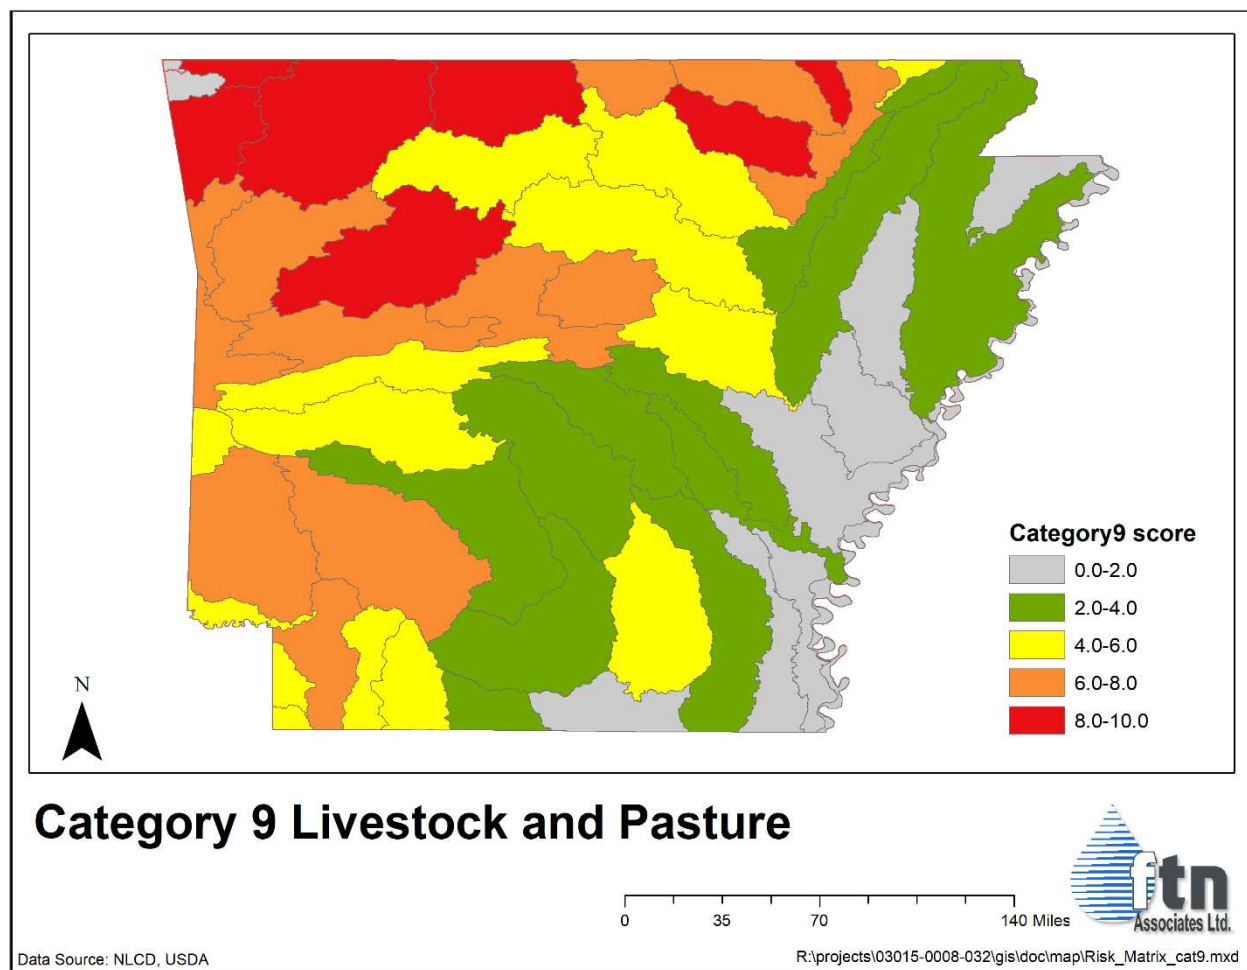 Category9 score
0.0-2.0
2.0-4.0
4.0-6.0
6.0-8.0
8.0-10.0
N
Category 9 Livestock and Pasture
0 35 70 140 Miles
ftn
Associates Ltd.
Data Source: NLCD, USDA
R:\projects\03015-0008-032\gis\doc\map\Risk_Matrix_cat9.mxd